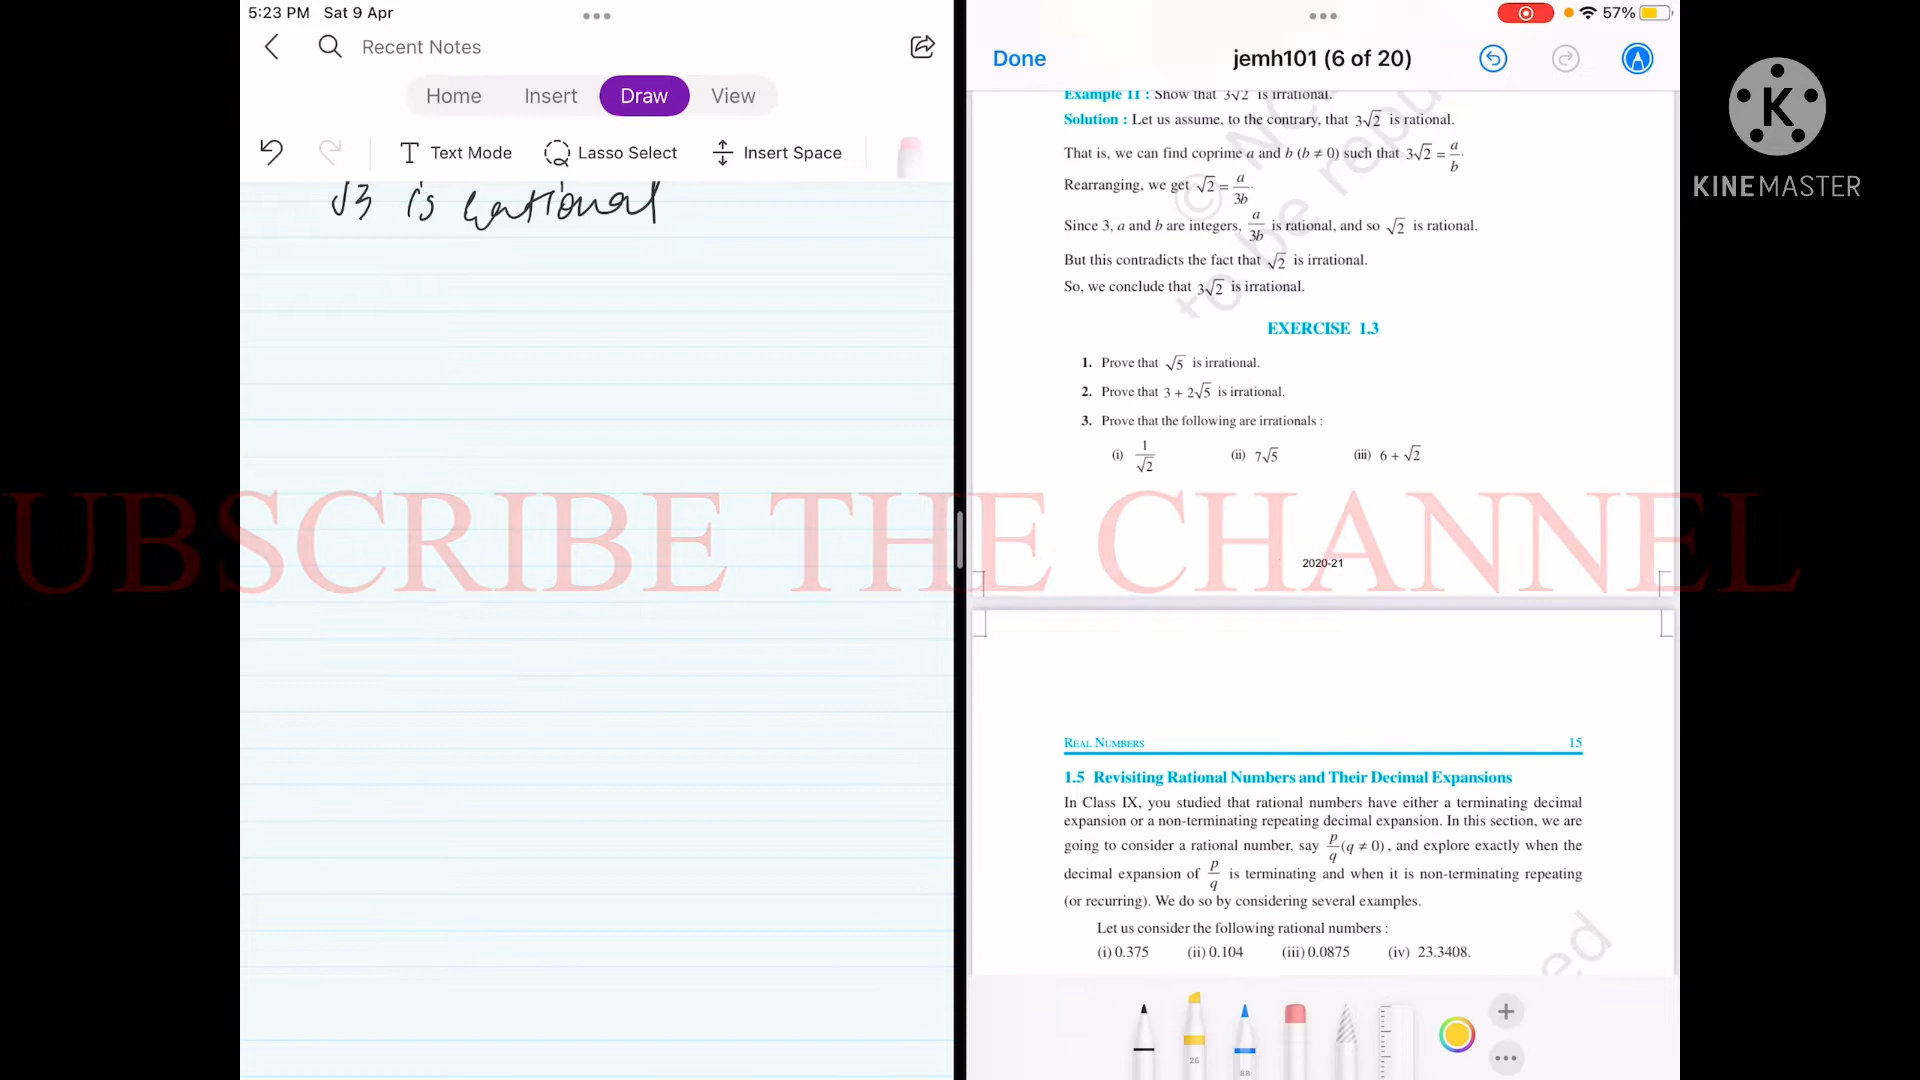 5:23 PM Sat 9 Apr
Recent Notes
Home Insert Draw View
Text Mode Lasso Select Insert Space
√3 is rational
57%
Done jemh101 (6 of 20)
Example 11 : Show that 3√2 is irrational.
Solution : Let us assume, to the contrary, that 3√2 is rational.
That is, we can find coprime a and b (b ≠ 0) such that 3√2 = a/b.
Rearranging, we get √2 = a/3b.
Since 3, a and b are integers, a/3b is rational, and so √2 is rational.
But this contradicts the fact that √2 is irrational.
So, we conclude that 3√2 is irrational.
EXERCISE 1.3
1. Prove that √5 is irrational.
2. Prove that 3 + 2√5 is irrational.
3. Prove that the following are irrationals :
(i) 1/√2 (ii) 7√5 (iii) 6 + √2
UBSCRIBE THE CHANNEL
2020-21
REAL NUMBERS 15
1.5 Revisiting Rational Numbers and Their Decimal Expansions
In Class IX, you studied that rational numbers have either a terminating decimal
expansion or a non-terminating repeating decimal expansion. In this section, we are
going to consider a rational number, say p/q (q ≠ 0), and explore exactly when the
decimal expansion of p/q is terminating and when it is non-terminating repeating
(or recurring). We do so by considering several examples.
Let us consider the following rational numbers :
(i) 0.375 (ii) 0.104 (iii) 0.0875 (iv) 23.3408.
26
88
K
KINEMASTER